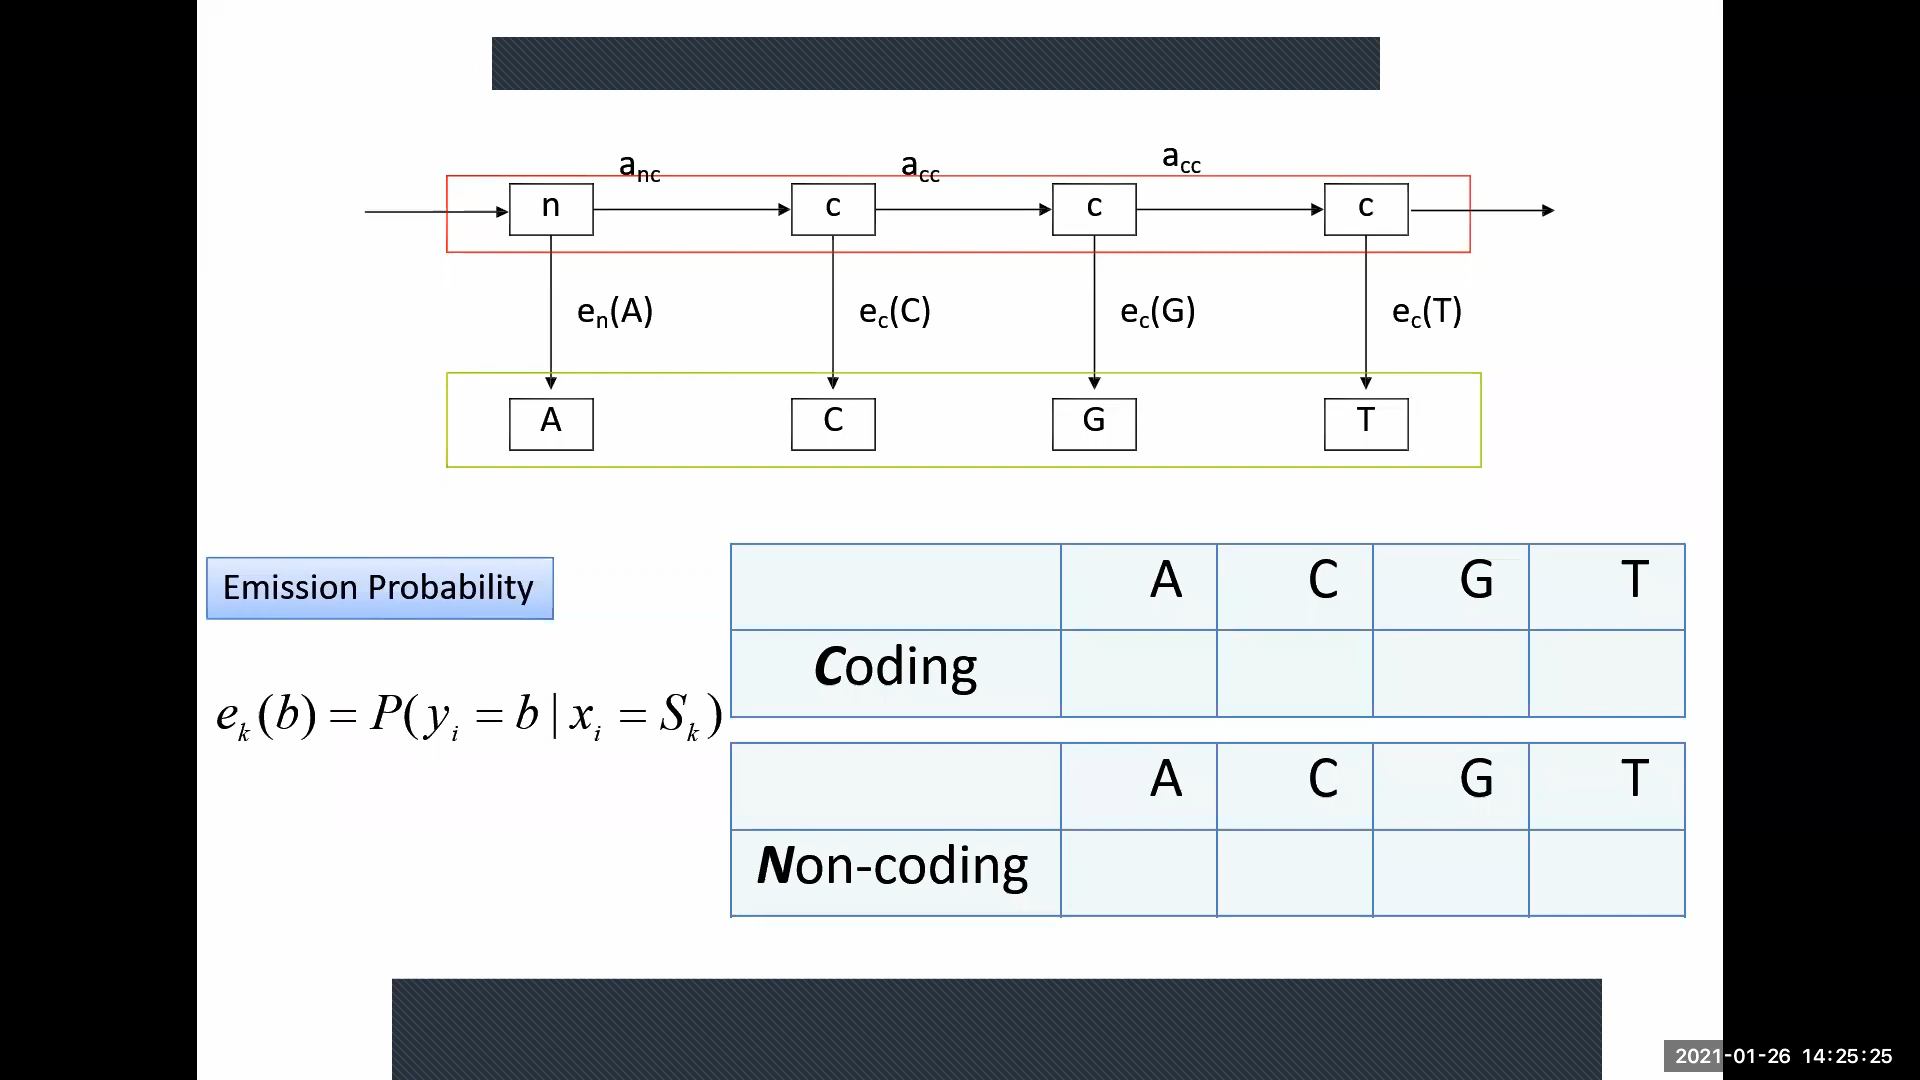 a_nc a_cc a_cc
n c c c
e_n(A) e_c(C) e_c(G) e_c(T)
A C G T
Emission Probability
e_k(b) = P(y_i = b | x_i = S_k)
A C G T
Coding
A C G T
Non-coding
2021-01-26 14:25:25